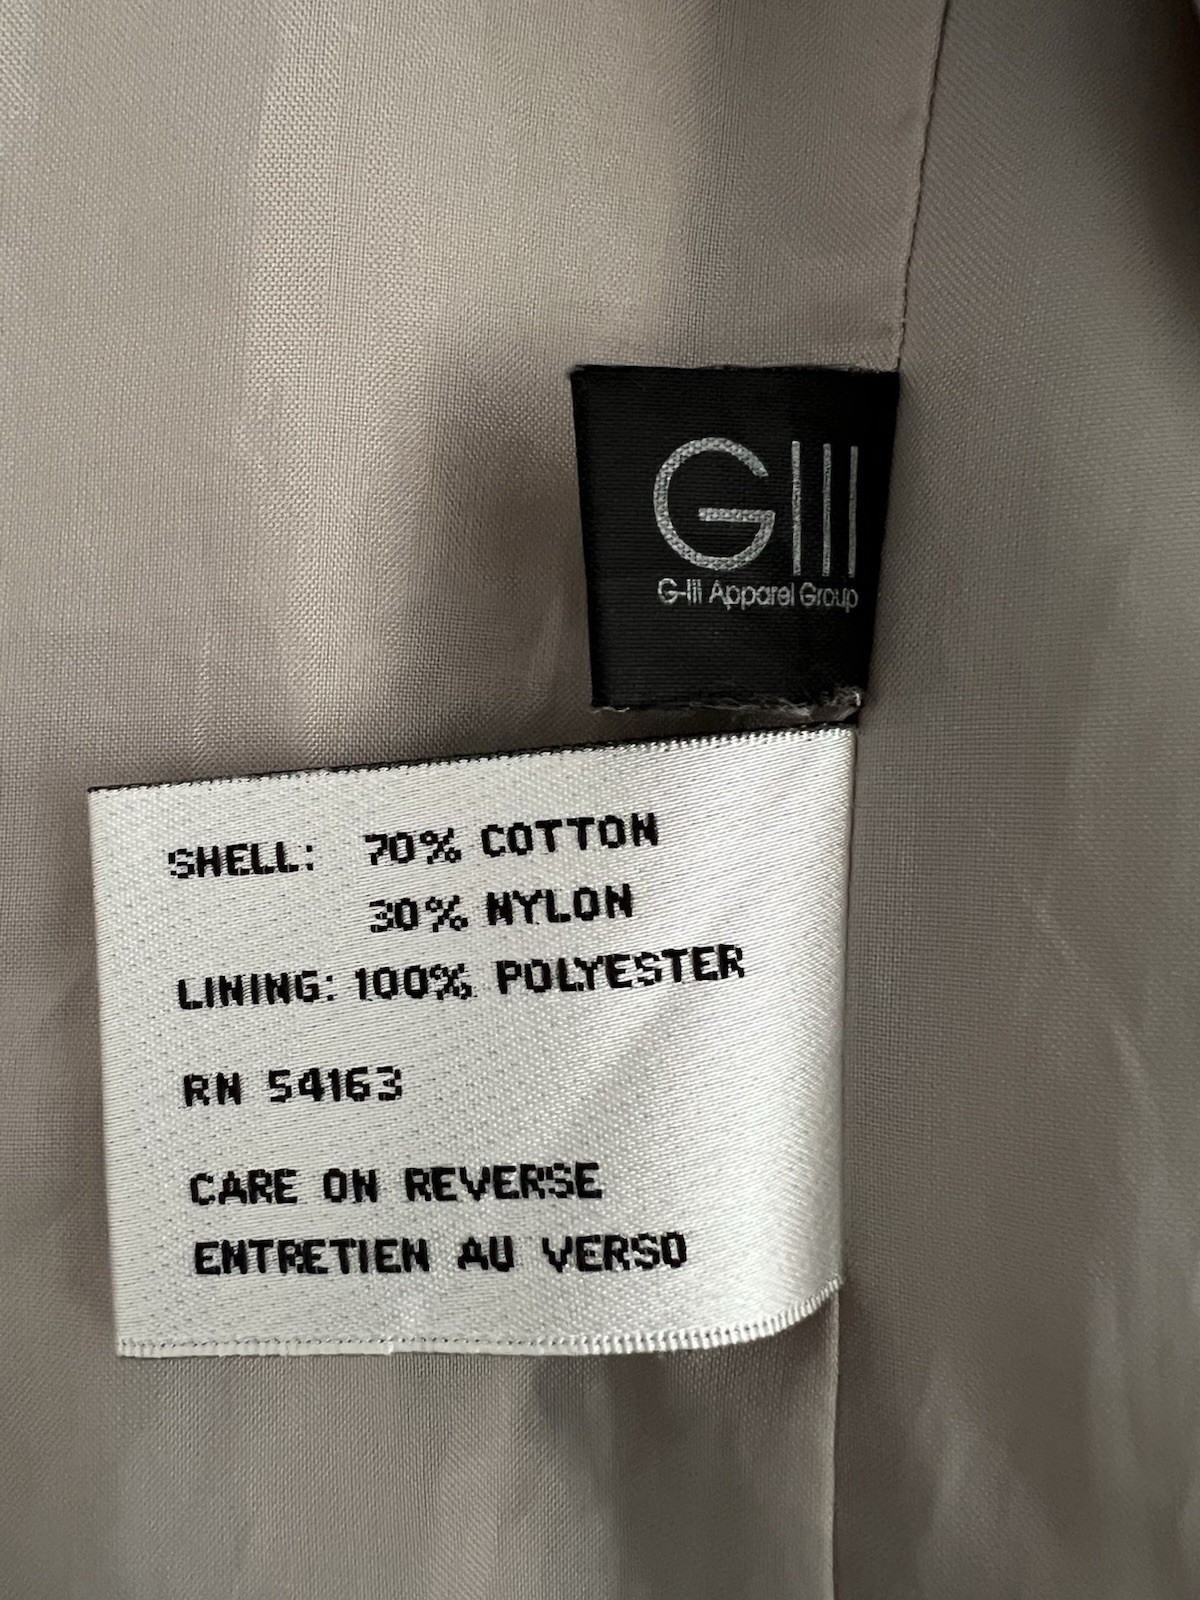 GIII
G-III Apparel Group
SHELL: 70% COTTON
30% NYLON
LINING: 100% POLYESTER
RN 54163
CARE ON REVERSE
ENTRETIEN AU VERSO